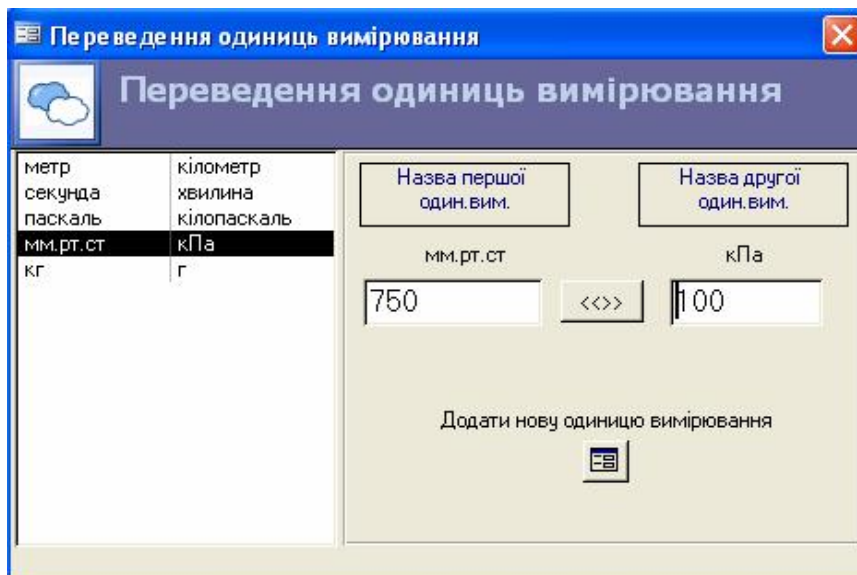 Переведення одиниць вимірювання
Переведення одиниць вимірювання
метр кілометр
секунда хвилина
паскаль кілопаскаль
мм.рт.ст кПа
кг г
Назва першої
один.вим.
Назва другої
один.вим.
мм.рт.ст
кПа
750
<<>>
100
Додати нову одиницю вимірювання